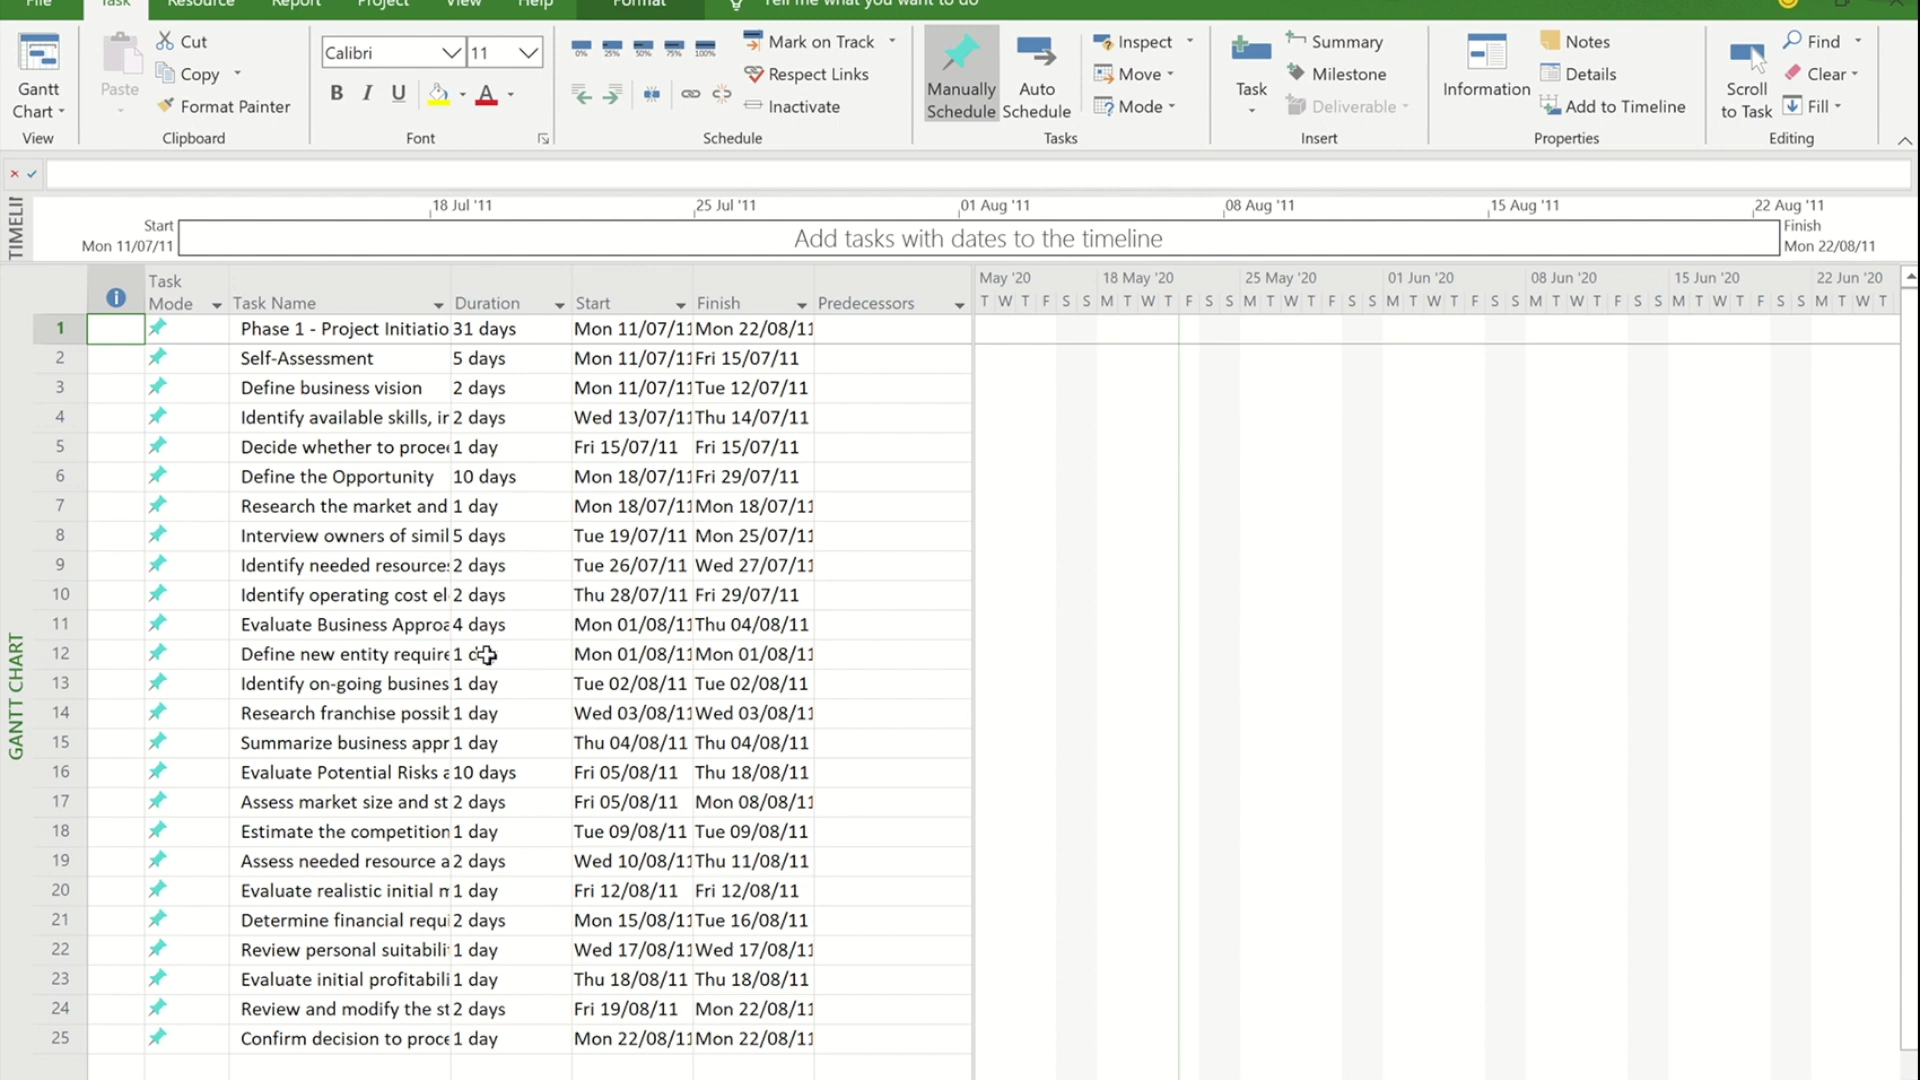 File Task Resource Report Project View Help Format Tell me what you want to do
Gantt Chart
View
Paste
Cut
Copy
Format Painter
Clipboard
Calibri 11
B I U A
Font
0% 25% 50% 75% 100%
Mark on Track
Respect Links
Inactivate
Schedule
Manually Schedule
Auto Schedule
Inspect
Move
Mode
Tasks
Task
Summary
Milestone
Deliverable
Insert
Information
Notes
Details
Add to Timeline
Properties
Scroll to Task
Find
Clear
Fill
Editing
TIMELI
18 Jul '11 25 Jul '11 01 Aug '11 08 Aug '11 15 Aug '11 22 Aug '11
Start
Mon 11/07/11
Add tasks with dates to the timeline
Finish
Mon 22/08/11
GANTT CHART
Task Mode Task Name Duration Start Finish Predecessors
May '20 18 May '20 25 May '20 01 Jun '20 08 Jun '20 15 Jun '20 22 Jun '20
T W T F S S M T W T F S S M T W T F S S M T W T F S S M T W T F S S M T W T F S S M T W T
1 Phase 1 - Project Initiatio 31 days Mon 11/07/11 Mon 22/08/11
2 Self-Assessment 5 days Mon 11/07/11 Fri 15/07/11
3 Define business vision 2 days Mon 11/07/11 Tue 12/07/11
4 Identify available skills, in 2 days Wed 13/07/11 Thu 14/07/11
5 Decide whether to procee 1 day Fri 15/07/11 Fri 15/07/11
6 Define the Opportunity 10 days Mon 18/07/11 Fri 29/07/11
7 Research the market and 1 day Mon 18/07/11 Mon 18/07/11
8 Interview owners of simil 5 days Tue 19/07/11 Mon 25/07/11
9 Identify needed resources 2 days Tue 26/07/11 Wed 27/07/11
10 Identify operating cost el 2 days Thu 28/07/11 Fri 29/07/11
11 Evaluate Business Approa 4 days Mon 01/08/11 Thu 04/08/11
12 Define new entity require 1 Mon 01/08/11 Mon 01/08/11
13 Identify on-going busines 1 day Tue 02/08/11 Tue 02/08/11
14 Research franchise possib 1 day Wed 03/08/11 Wed 03/08/11
15 Summarize business appr 1 day Thu 04/08/11 Thu 04/08/11
16 Evaluate Potential Risks a 10 days Fri 05/08/11 Thu 18/08/11
17 Assess market size and st 2 days Fri 05/08/11 Mon 08/08/11
18 Estimate the competition 1 day Tue 09/08/11 Tue 09/08/11
19 Assess needed resource a 2 days Wed 10/08/11 Thu 11/08/11
20 Evaluate realistic initial m 1 day Fri 12/08/11 Fri 12/08/11
21 Determine financial requi 2 days Mon 15/08/11 Tue 16/08/11
22 Review personal suitabili 1 day Wed 17/08/11 Wed 17/08/11
23 Evaluate initial profitabili 1 day Thu 18/08/11 Thu 18/08/11
24 Review and modify the st 2 days Fri 19/08/11 Mon 22/08/11
25 Confirm decision to proce 1 day Mon 22/08/11 Mon 22/08/11